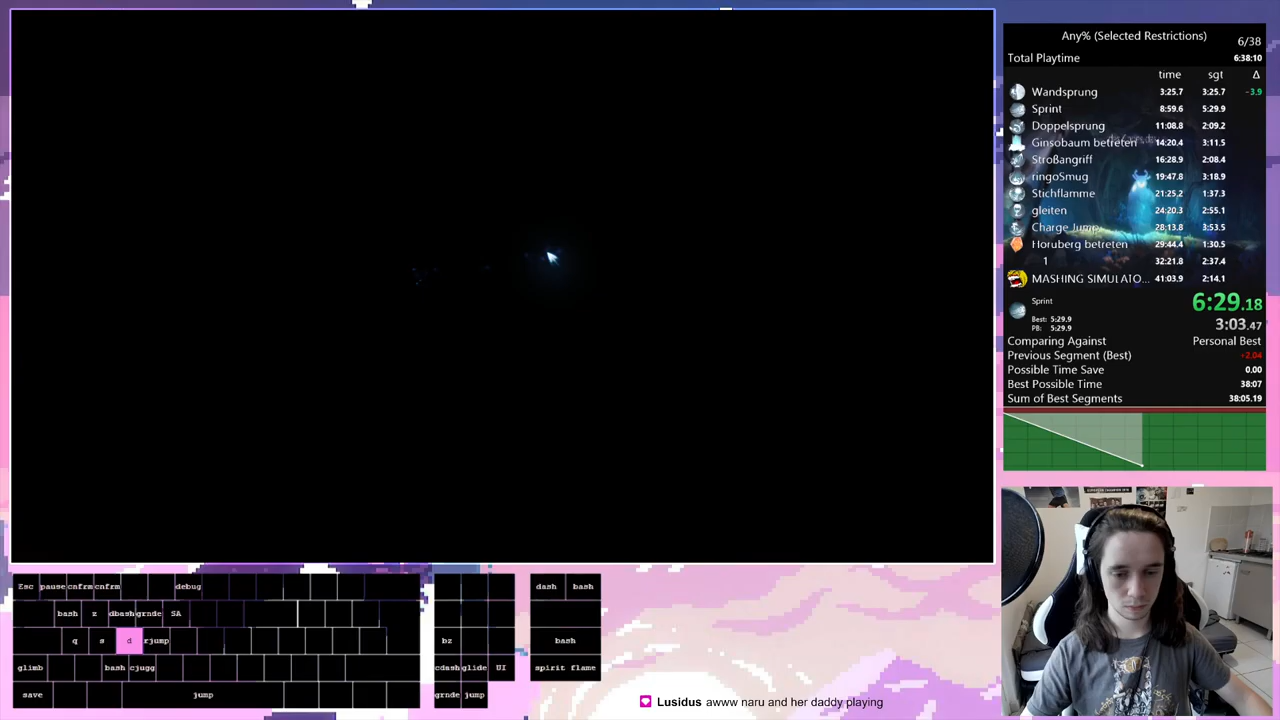 Any% (Selected Restrictions)
6/38
Total Playtime 6:38:10
time sgt Δ
Wandsprung 3:25.7 3:25.7 -3.9
Sprint 8:59.6 5:29.9
Doppelsprung 11:08.8 2:09.2
Ginsobaum betreten 14:20.4 3:11.5
Stroßangriff 16:28.9 2:08.4
ringoSmug 19:47.8 3:18.9
Stichflamme 21:25.2 1:37.3
gleiten 24:20.3 2:55.1
Charge Jump 28:13.8 3:53.5
Horuberg betreten 29:44.4 1:30.5
1 32:21.8 2:37.4
MASHING SIMULATO... 41:03.9 2:14.1
Sprint 6:29.18
Best: 5:29.9
PB: 5:29.9
3:03.47
Comparing Against Personal Best
Previous Segment (Best) +2.04
Possible Time Save 0.00
Best Possible Time 38:07
Sum of Best Segments 38:05.19
Esc pause cnfrm cnfrm debug dash bash
bash z dbash grnde SA
q s d rjump bz bash
glimb bash cjugg cdash glide UI spirit flame
save jump grnde jump
Lusidus awww naru and her daddy playing